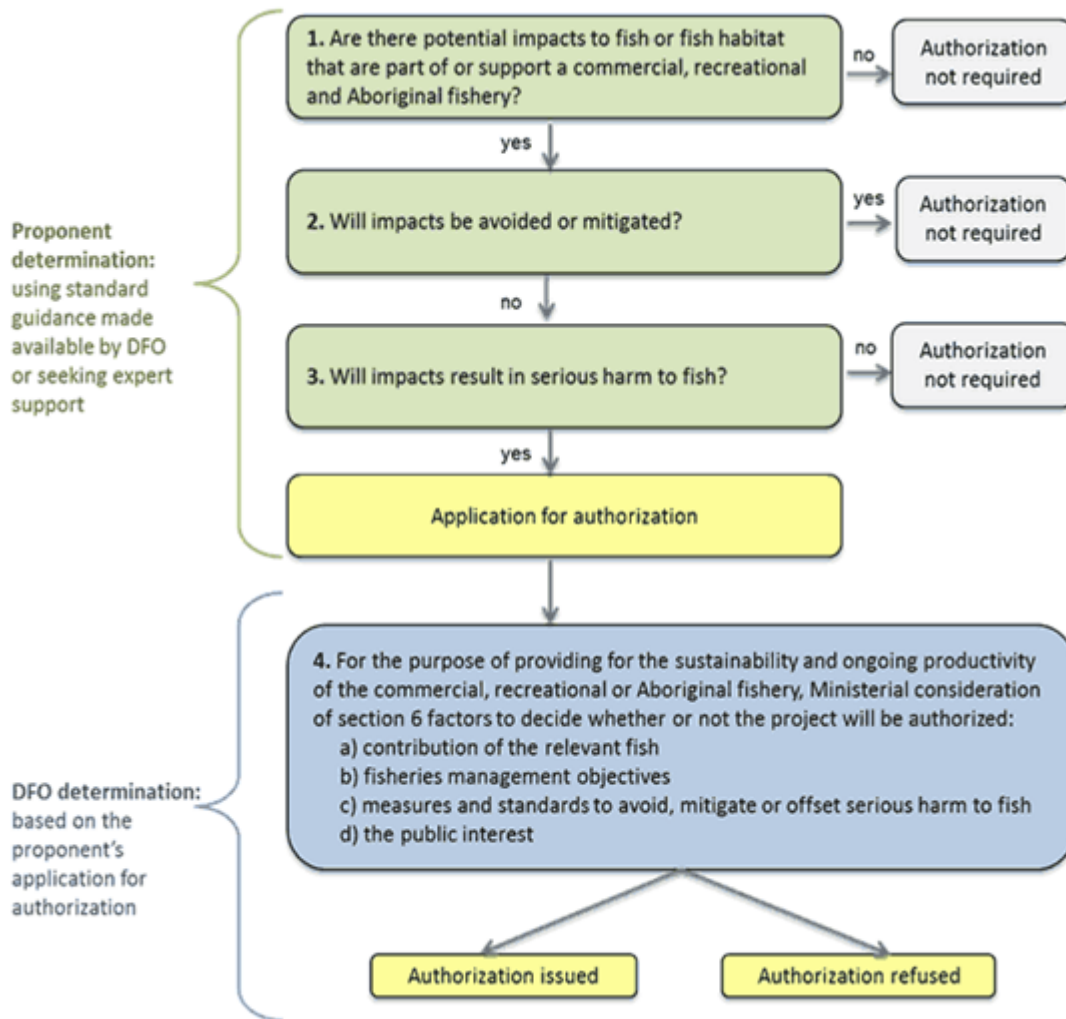 1. Are there potential impacts to fish or fish habitat
that are part of or support a commercial, recreational
and Aboriginal fishery?
no
Authorization
not required
yes
2. Will impacts be avoided or mitigated?
yes
Authorization
not required
no
3. Will impacts result in serious harm to fish?
no
Authorization
not required
yes
Application for authorization
Proponent
determination:
using standard
guidance made
available by DFO
or seeking expert
support
4. For the purpose of providing for the sustainability and ongoing productivity
of the commercial, recreational or Aboriginal fishery, Ministerial consideration
of section 6 factors to decide whether or not the project will be authorized:
a) contribution of the relevant fish
b) fisheries management objectives
c) measures and standards to avoid, mitigate or offset serious harm to fish
d) the public interest
DFO determination:
based on the
proponent's
application for
authorization
Authorization issued
Authorization refused